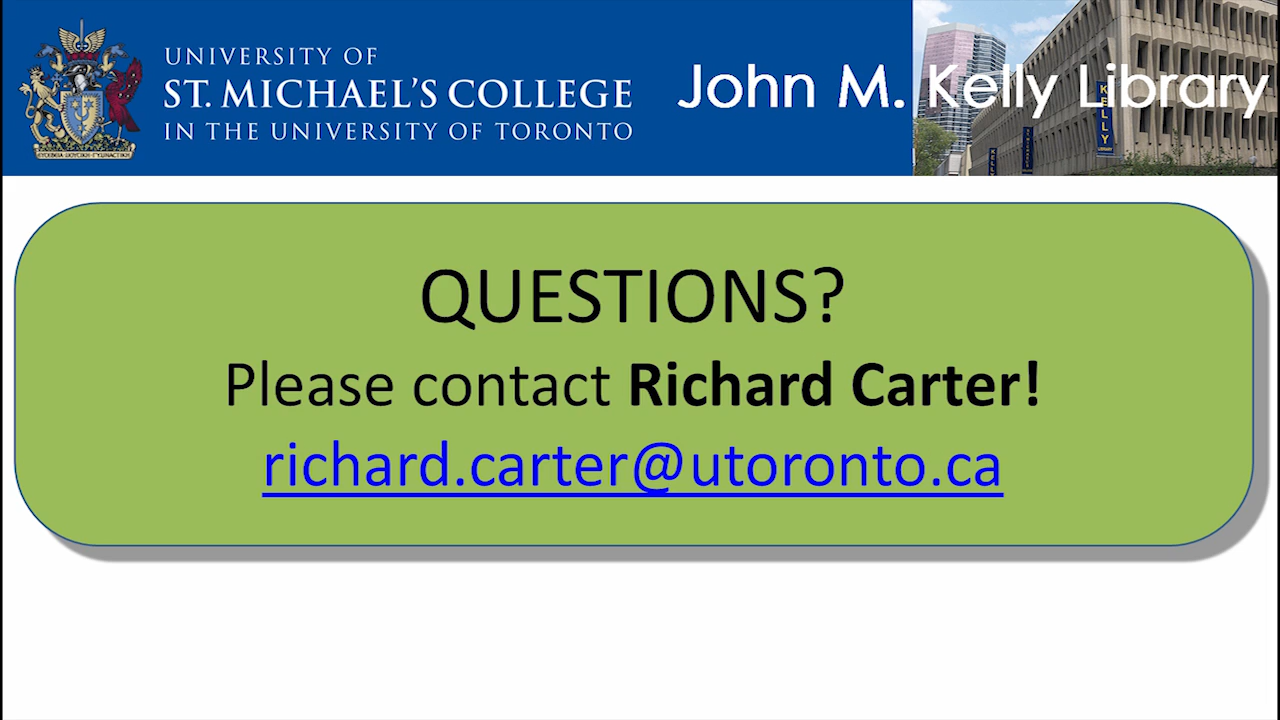 UNIVERSITY OF
ST. MICHAEL'S COLLEGE
IN THE UNIVERSITY OF TORONTO
John M. Kelly Library
KELLY
QUESTIONS?
Please contact Richard Carter!
richard.carter@utoronto.ca